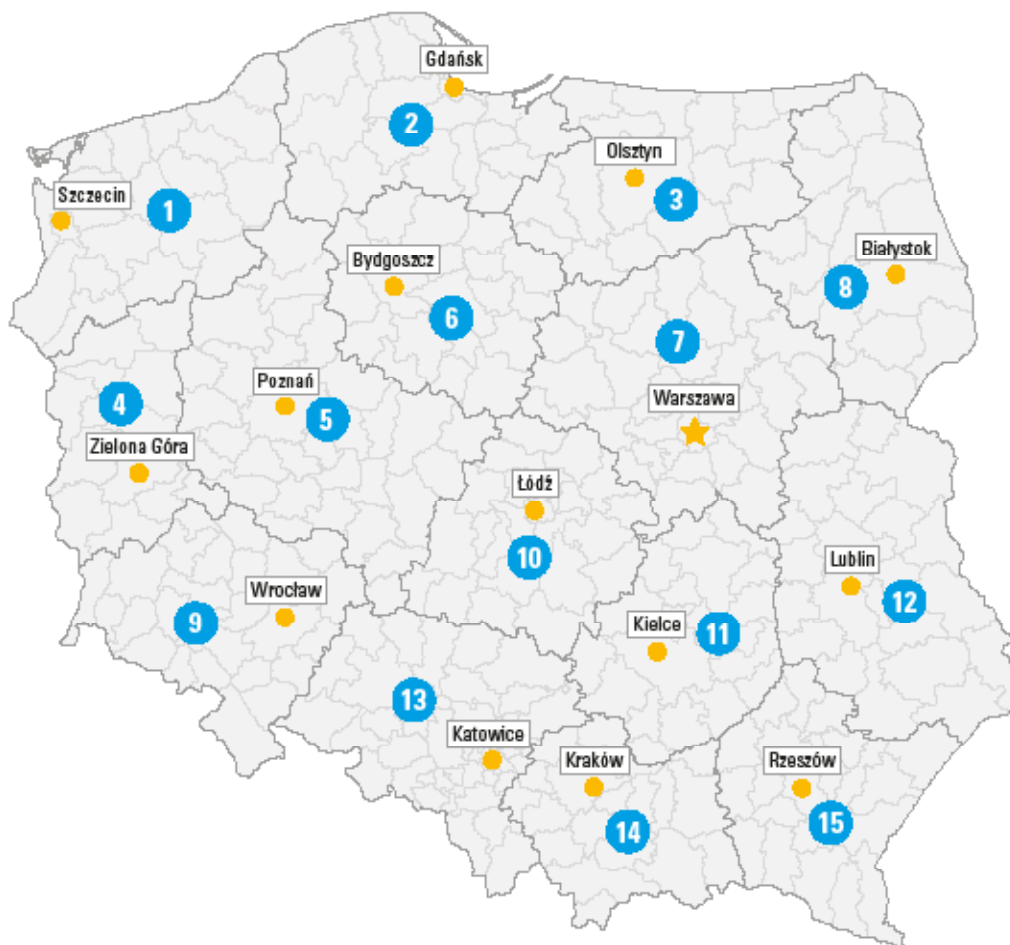 Gdańsk
2
Olsztyn
3
Szczecin
1
Białystok
8
Bydgoszcz
6
7
Warszawa
Poznań
5
4
Zielona Góra
Łódź
10
Lublin
12
Wrocław
9
Kielce
11
13
Katowice
Kraków
14
Rzeszów
15